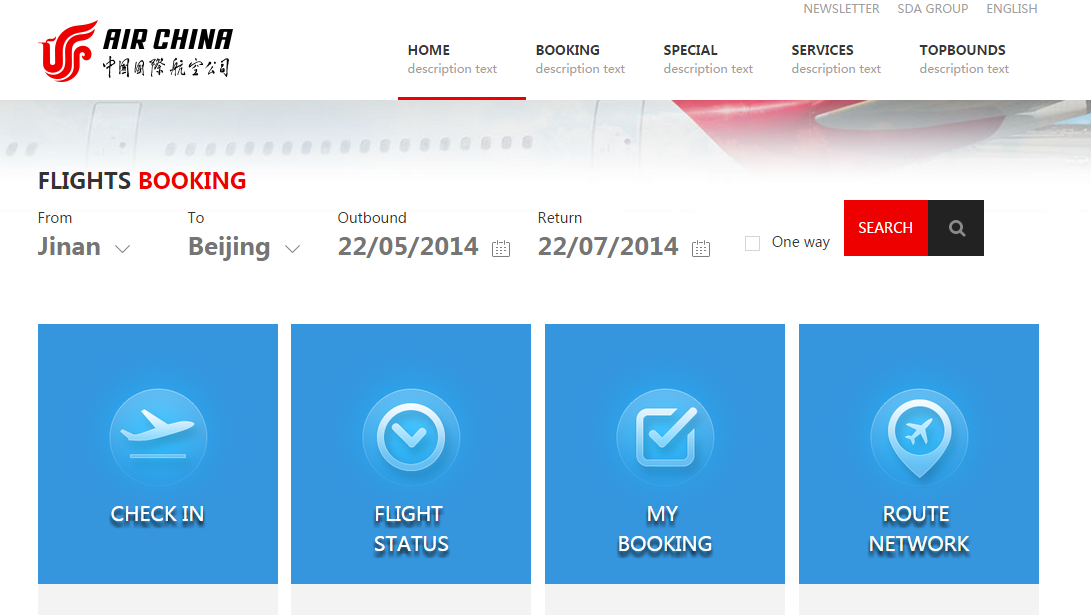 NEWSLETTER SDA GROUP ENGLISH
AIR CHINA
中国国际航空公司
HOME BOOKING SPECIAL SERVICES TOPBOUNDS
description text description text description text description text description text
FLIGHTS BOOKING
From To Outbound Return
Jinan Beijing 22/05/2014 22/07/2014 One way SEARCH
CHECK IN
FLIGHT
STATUS
MY
BOOKING
ROUTE
NETWORK